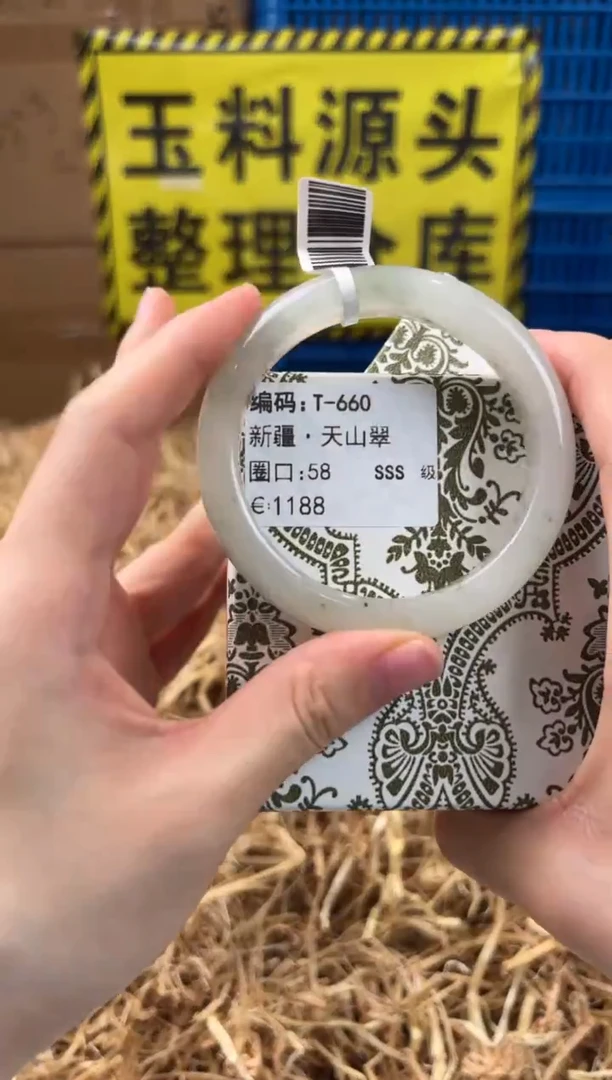 玉料源头
整理仓库
编码:T-660
新疆·天山翠
圈口:58 SSS 级
€:1188